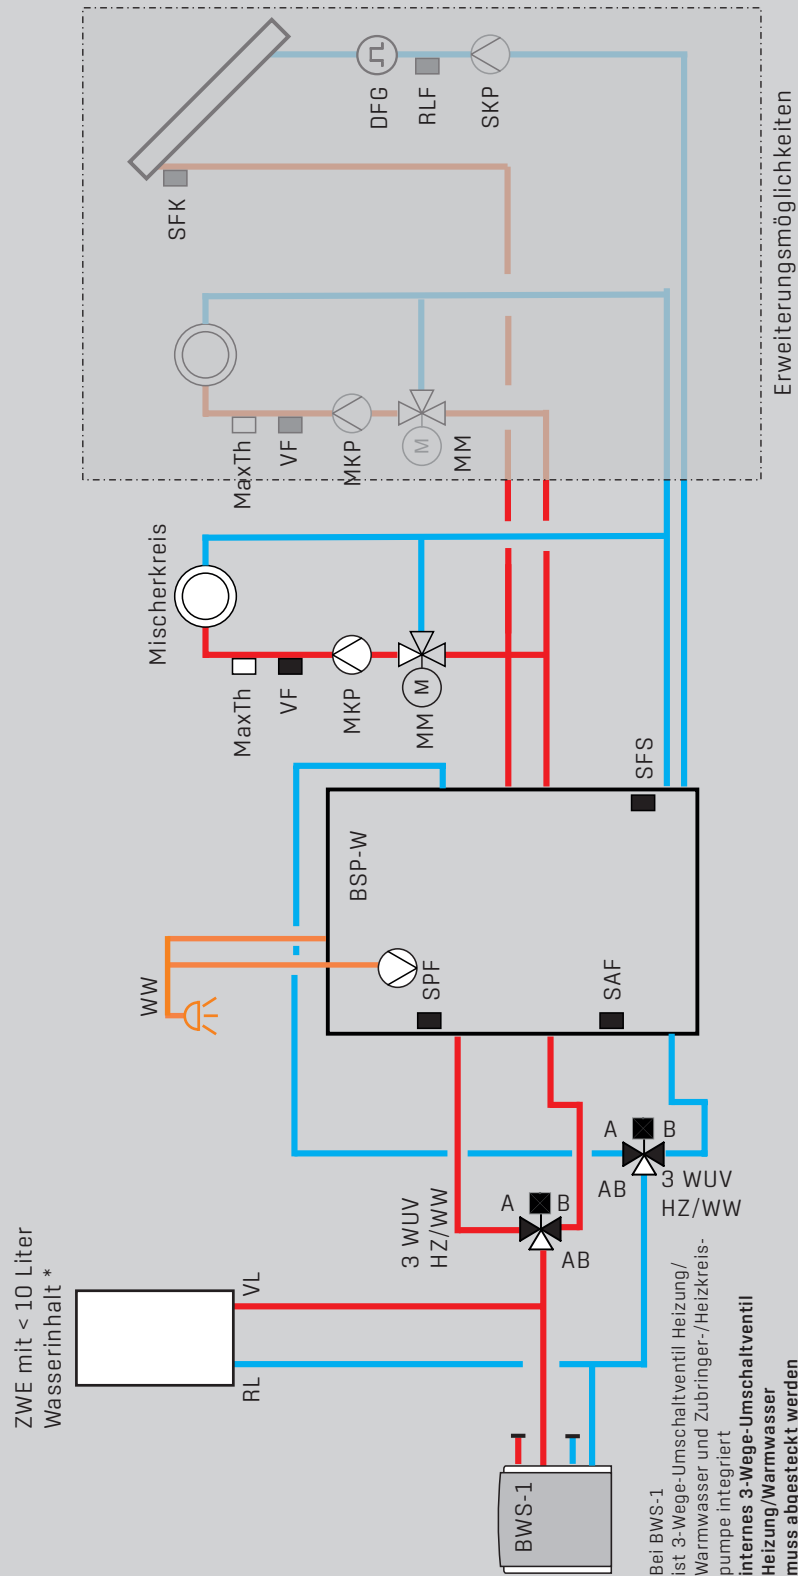 ZWE mit < 10 Liter
Wasserinhalt *
RL
VL
BWS-1
Bei BWS-1
ist 3-Wege-Umschaltventil Heizung/
Warmwasser und Zubringer-/Heizkreis-
pumpe integriert
internes 3-Wege-Umschaltventil
Heizung/Warmwasser
muss abgesteckt werden
3 WUV
HZ/WW
A
B
AB
A
B
AB
3 WUV
HZ/WW
WW
BSP-W
SPF
SAF
SFS
Mischerkreis
MaxTh
VF
MKP
MM
M
MaxTh
VF
MKP
MM
M
SFK
DFG
RLF
SKP
Erweiterungsmöglichkeiten